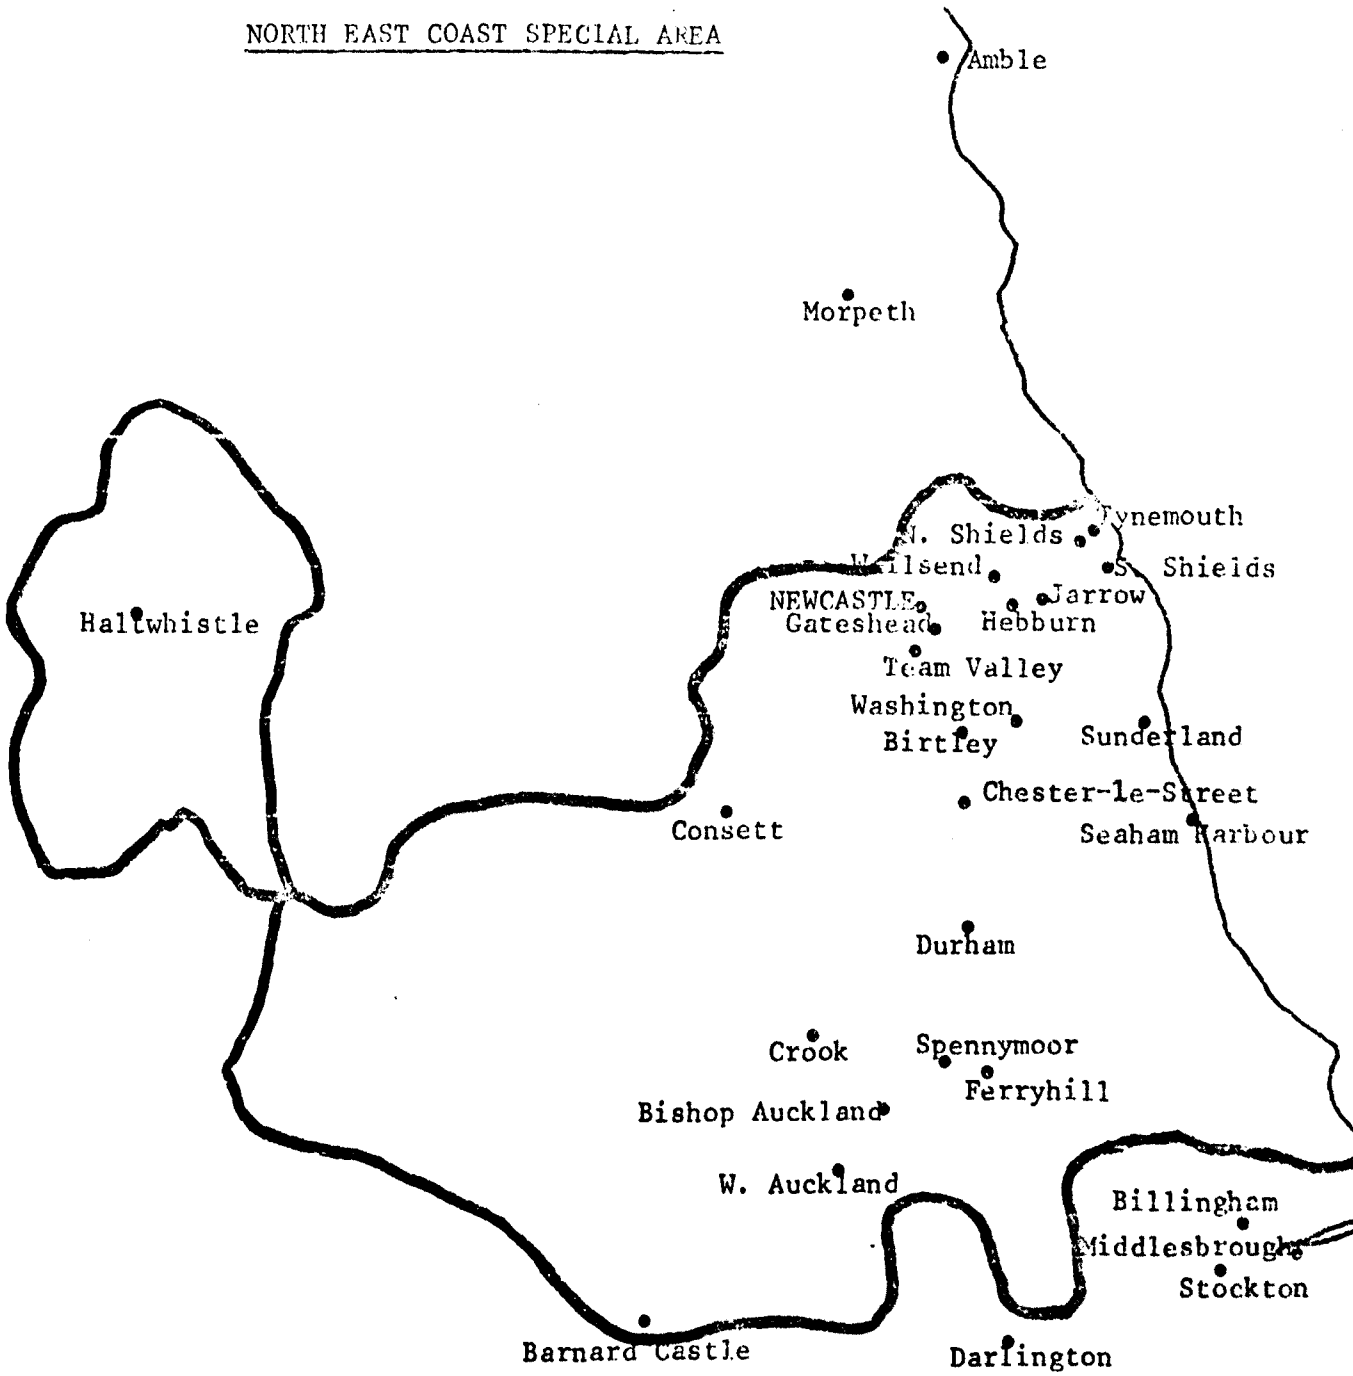 NORTH EAST COAST SPECIAL AREA
Amble
Morpeth
Tynemouth
N. Shields
Wallsend
S. Shields
NEWCASTLE
Jarrow
Gateshead
Hebburn
Team Valley
Haltwhistle
Washington
Birtley
Sunderland
Chester-le-Street
Consett
Seaham Harbour
Durham
Crook
Spennymoor
Ferryhill
Bishop Auckland
W. Auckland
Billingham
Middlesbrough
Stockton
Barnard Castle
Darlington